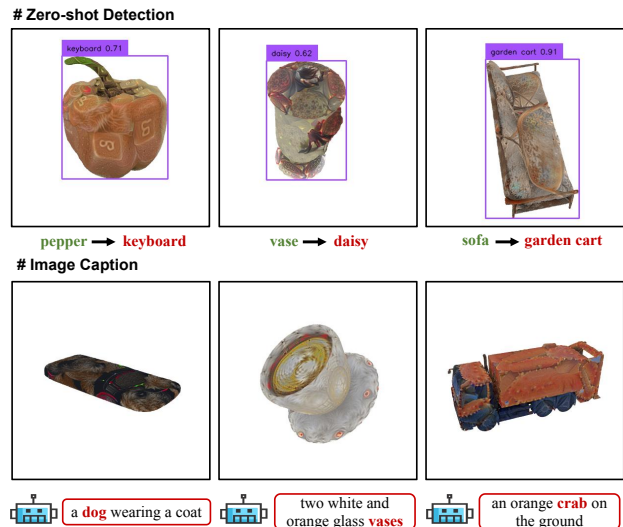 # Zero-shot Detection
keyboard 0.71
daisy 0.62
garden cart 0.91
pepper → keyboard
vase → daisy
sofa → garden cart
# Image Caption
a dog wearing a coat
two white and
orange glass vases
an orange crab on
the ground